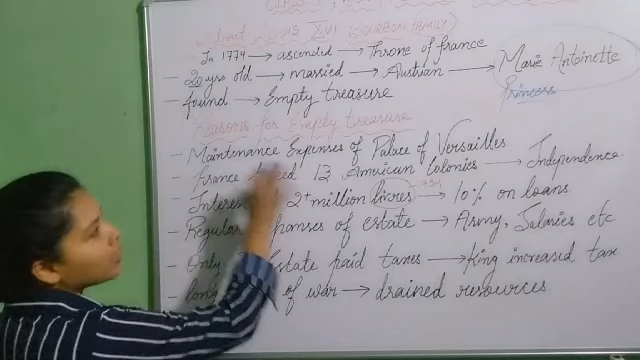 About LOUIS XVI (BOURBON FAMILY)
In 1774 → ascended → Throne of france
- 20 yrs old → married → Austrian → Marie Antoinette
Princess
- found → Empty treasure
Reasons for Empty treasure
- Maintenance Expenses of Palace of Versailles
- France 13 American Colonies → Independence
- Interes 2+ million livres → 10% on loans
- Regular of estate → Army, Salaries etc
- Only Estate paid taxes → King increased tax
- of war → drained resources